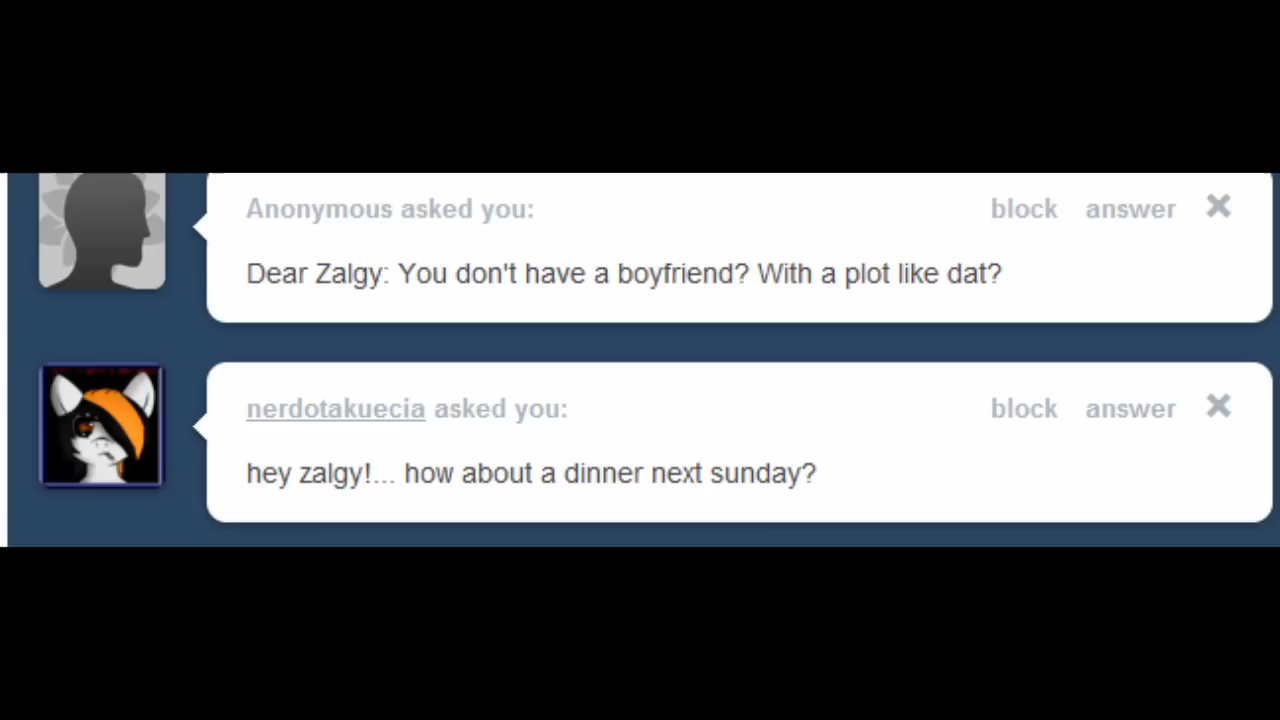 Anonymous asked you:
block answer
Dear Zalgy: You don't have a boyfriend? With a plot like dat?
nerdotakuecia asked you:
block answer
hey zalgy!... how about a dinner next sunday?